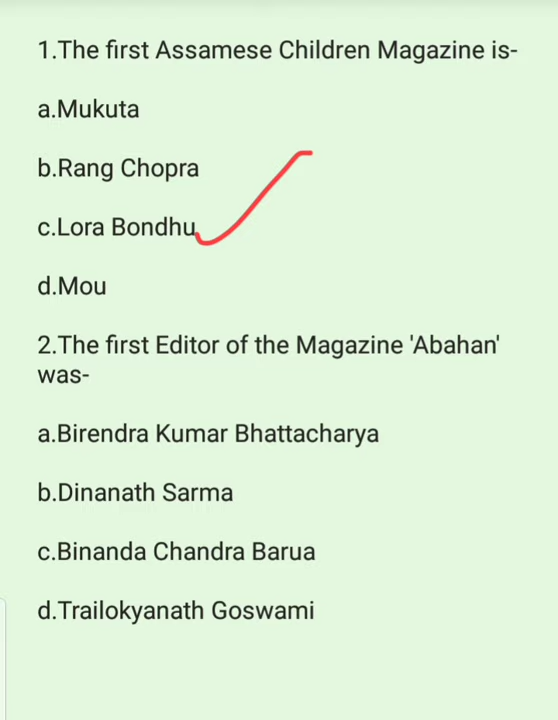 1.The first Assamese Children Magazine is-
a.Mukuta
b.Rang Chopra
c.Lora Bondhu
d.Mou
2.The first Editor of the Magazine 'Abahan'
was-
a.Birendra Kumar Bhattacharya
b.Dinanath Sarma
c.Binanda Chandra Barua
d.Trailokyanath Goswami